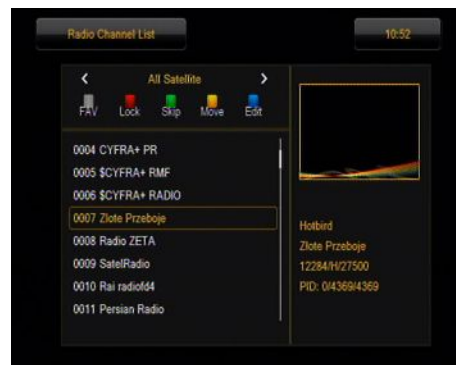 Radio Channel List
10:52
All Satellite
FAV Lock Skip Move Edit
0004 CYFRA+ PR
0005 $CYFRA+ RMF
0006 $CYFRA+ RADIO
0007 Zlote Przeboje
0008 Radio ZETA
0009 SatelRadio
0010 Rai radiofd4
0011 Persian Radio
Hotbird
Zlote Przeboje
12284/H/27500
PID: 0/4369/4369